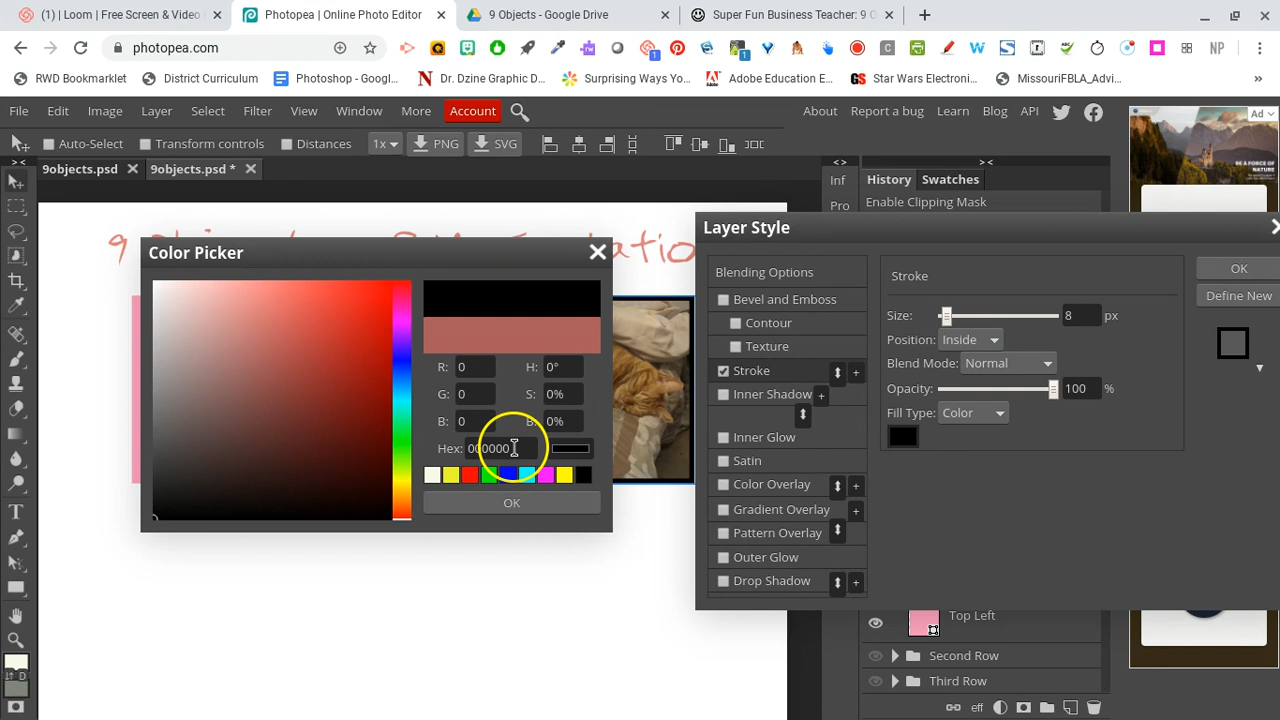 (1) | Loom | Free Screen & Video
Photopea | Online Photo Editor
9 Objects - Google Drive
Super Fun Business Teacher: 9 O
photopea.com
RWD Bookmarklet
District Curriculum
Photoshop - Googl...
Dr. Dzine Graphic D...
Surprising Ways Yo...
Adobe Education E...
Star Wars Electroni...
MissouriFBLA_Advi...
File Edit Image Layer Select Filter View Window More Account
About Report a bug Learn Blog API
Auto-Select Transform controls Distances 1x PNG SVG
9objects.psd
9objects.psd *
Inf
Pro
History Swatches
Enable Clipping Mask
Ad
BE A FORCE OF
NATURE
Color Picker
R: 0 H: 0°
G: 0 S: 0%
B: 0 B: 0%
Hex: 000000
OK
Layer Style
Blending Options
Bevel and Emboss
Contour
Texture
Stroke
Inner Shadow
Inner Glow
Satin
Color Overlay
Gradient Overlay
Pattern Overlay
Outer Glow
Drop Shadow
Stroke
Size: 8 px
Position: Inside
Blend Mode: Normal
Opacity: 100 %
Fill Type: Color
OK
Define New
Top Left
Second Row
Third Row
eff